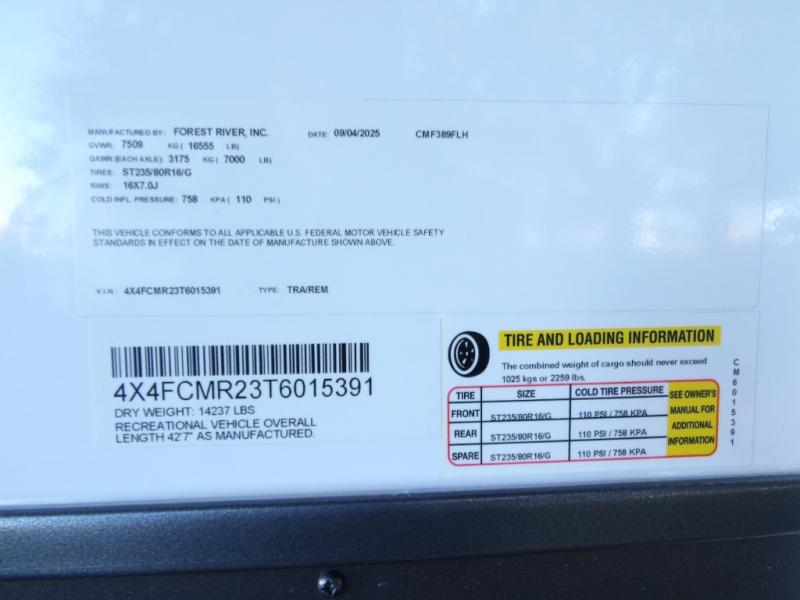 MANUFACTURED BY: FOREST RIVER, INC. DATE: 09/04/2025 CMF389FLH
GVWR: 7509 KG ( 16555 LB)
GAWR (EACH AXLE): 3175 KG ( 7000 LB)
TIRES: ST235/80R16/G
RIMS: 16X7.0J
COLD INFL. PRESSURE: 758 KPA ( 110 PSI )
THIS VEHICLE CONFORMS TO ALL APPLICABLE U.S. FEDERAL MOTOR VEHICLE SAFETY
STANDARDS IN EFFECT ON THE DATE OF MANUFACTURE SHOWN ABOVE.
V.I.N.: 4X4FCMR23T6015391 TYPE: TRA/REM
4X4FCMR23T6015391
DRY WEIGHT: 14237 LBS
RECREATIONAL VEHICLE OVERALL
LENGTH 42'7" AS MANUFACTURED.
TIRE AND LOADING INFORMATION
The combined weight of cargo should never exceed
1025 kgs or 2259 lbs.
TIRE SIZE COLD TIRE PRESSURE
FRONT ST235/80R16/G 110 PSI / 758 KPA
REAR ST235/80R16/G 110 PSI / 758 KPA
SPARE ST235/80R16/G 110 PSI / 758 KPA
SEE OWNER'S
MANUAL FOR
ADDITIONAL
INFORMATION
CM6015391